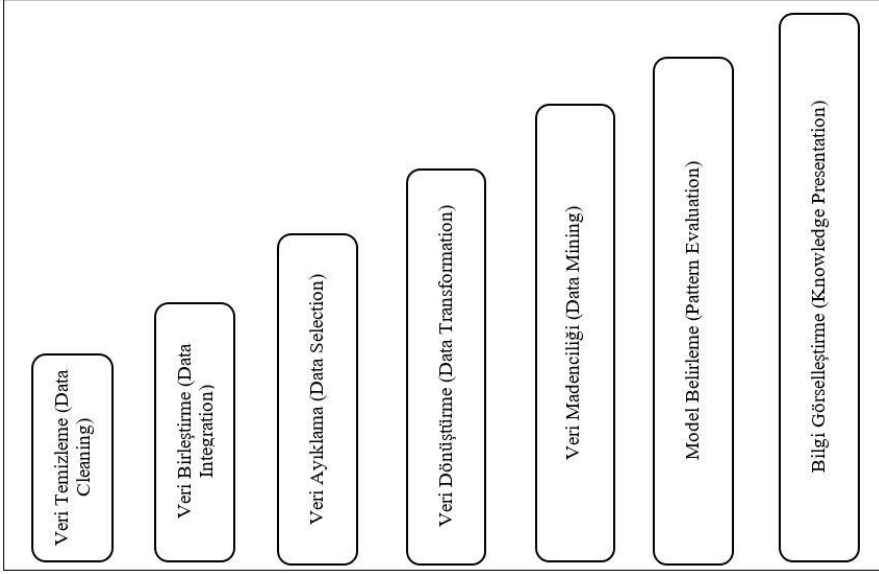 Veri Temizleme (Data
Cleaning)
Veri Birleştirme (Data
Integration)
Veri Ayıklama (Data Selection)
Veri Dönüştürme (Data Transformation)
Veri Madenciliği (Data Mining)
Model Belirleme (Pattern Evaluation)
Bilgi Görselleştirme (Knowledge Presentation)